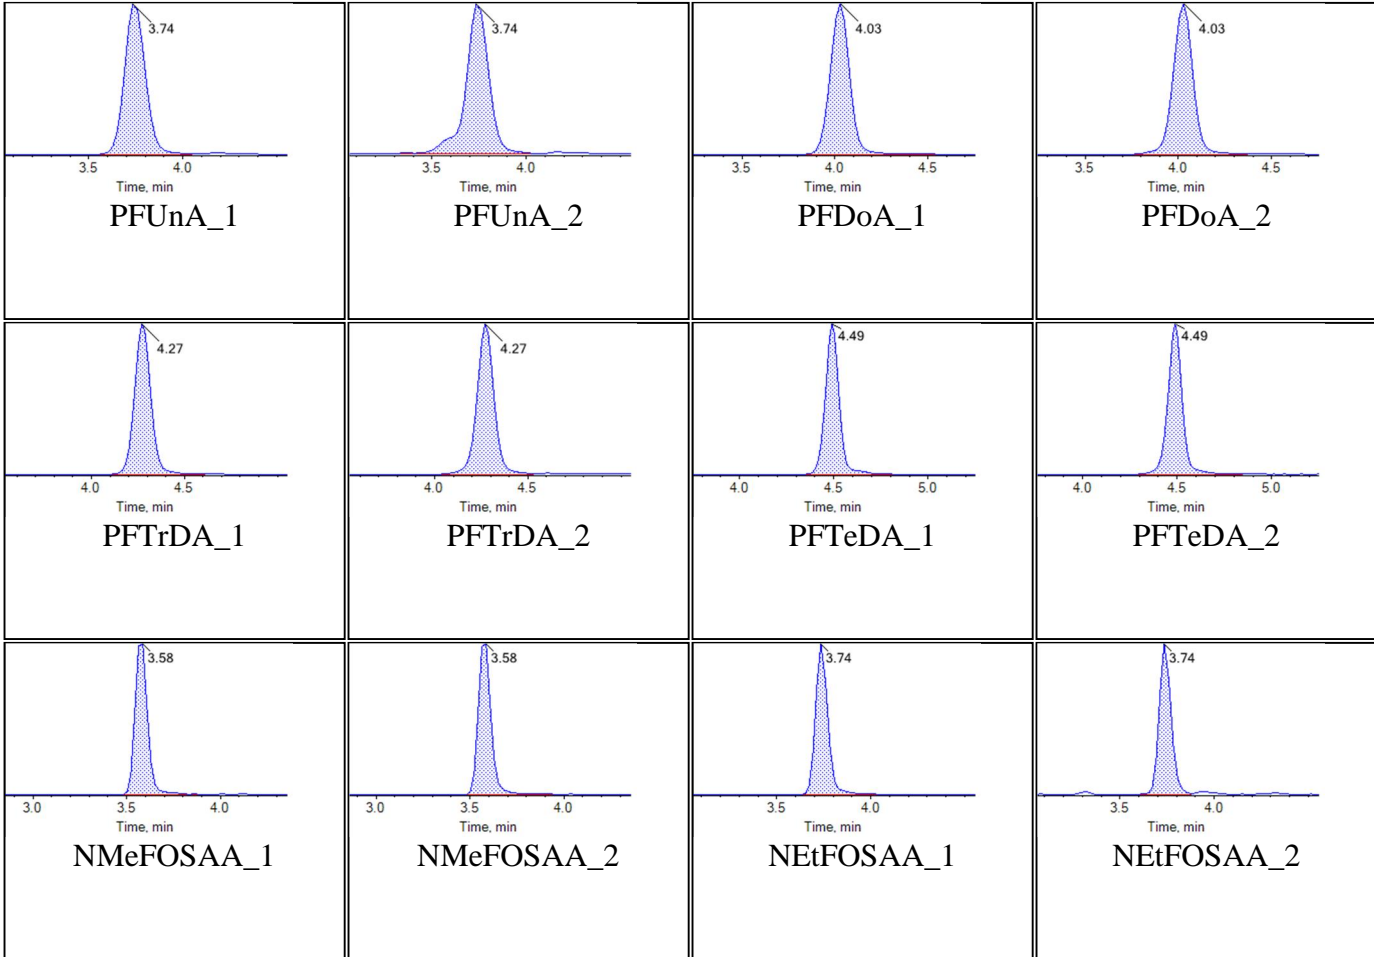 3.74
3.5 4.0
Time, min
PFUnA_1
3.74
3.5 4.0
Time, min
PFUnA_2
4.03
3.5 4.0 4.5
Time, min
PFDoA_1
4.03
3.5 4.0 4.5
Time, min
PFDoA_2
4.27
4.0 4.5
Time, min
PFTrDA_1
4.27
4.0 4.5
Time, min
PFTrDA_2
4.49
4.0 4.5 5.0
Time, min
PFTeDA_1
4.49
4.0 4.5 5.0
Time, min
PFTeDA_2
3.58
3.0 3.5 4.0
Time, min
NMeFOSAA_1
3.58
3.0 3.5 4.0
Time, min
NMeFOSAA_2
3.74
3.5 4.0
Time, min
NEtFOSAA_1
3.74
3.5 4.0
Time, min
NEtFOSAA_2